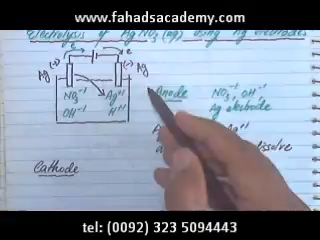 www.fahadsacademy.com
Electrolysis of AgNO3(aq) using Ag electrodes
e e
(+) (-)
Ag Ag
NO3-1 Ag+1
OH-1 H+1
Anode NO3-1, OH-1
Ag electrode
Ag+1
dissolve
Cathode
tel: (0092) 323 5094443